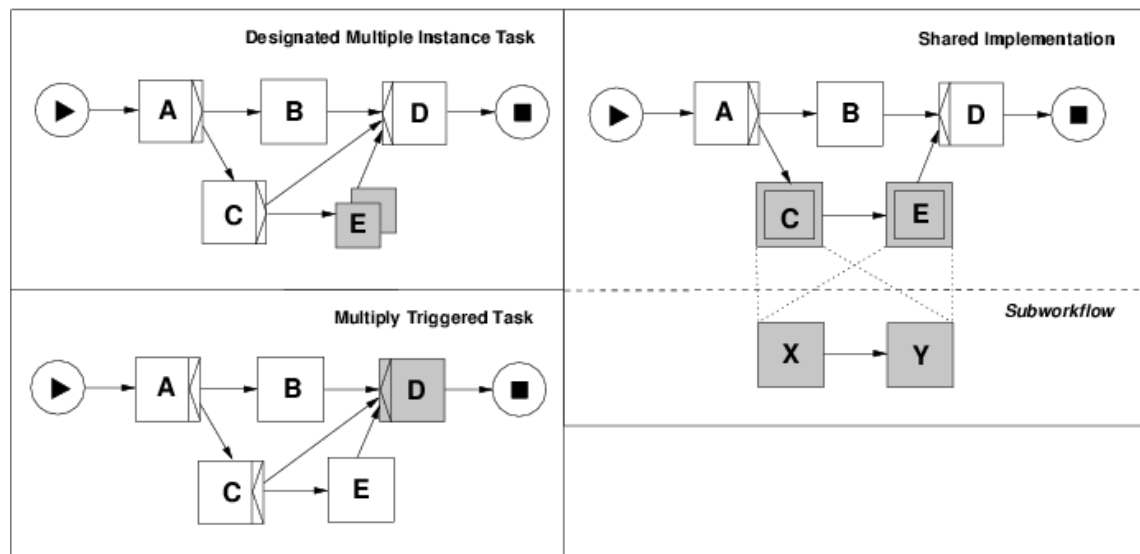 Designated Multiple Instance Task
A
B
D
C
E
Shared Implementation
A
B
D
C
E
Subworkflow
X
Y
Multiply Triggered Task
A
B
D
C
E